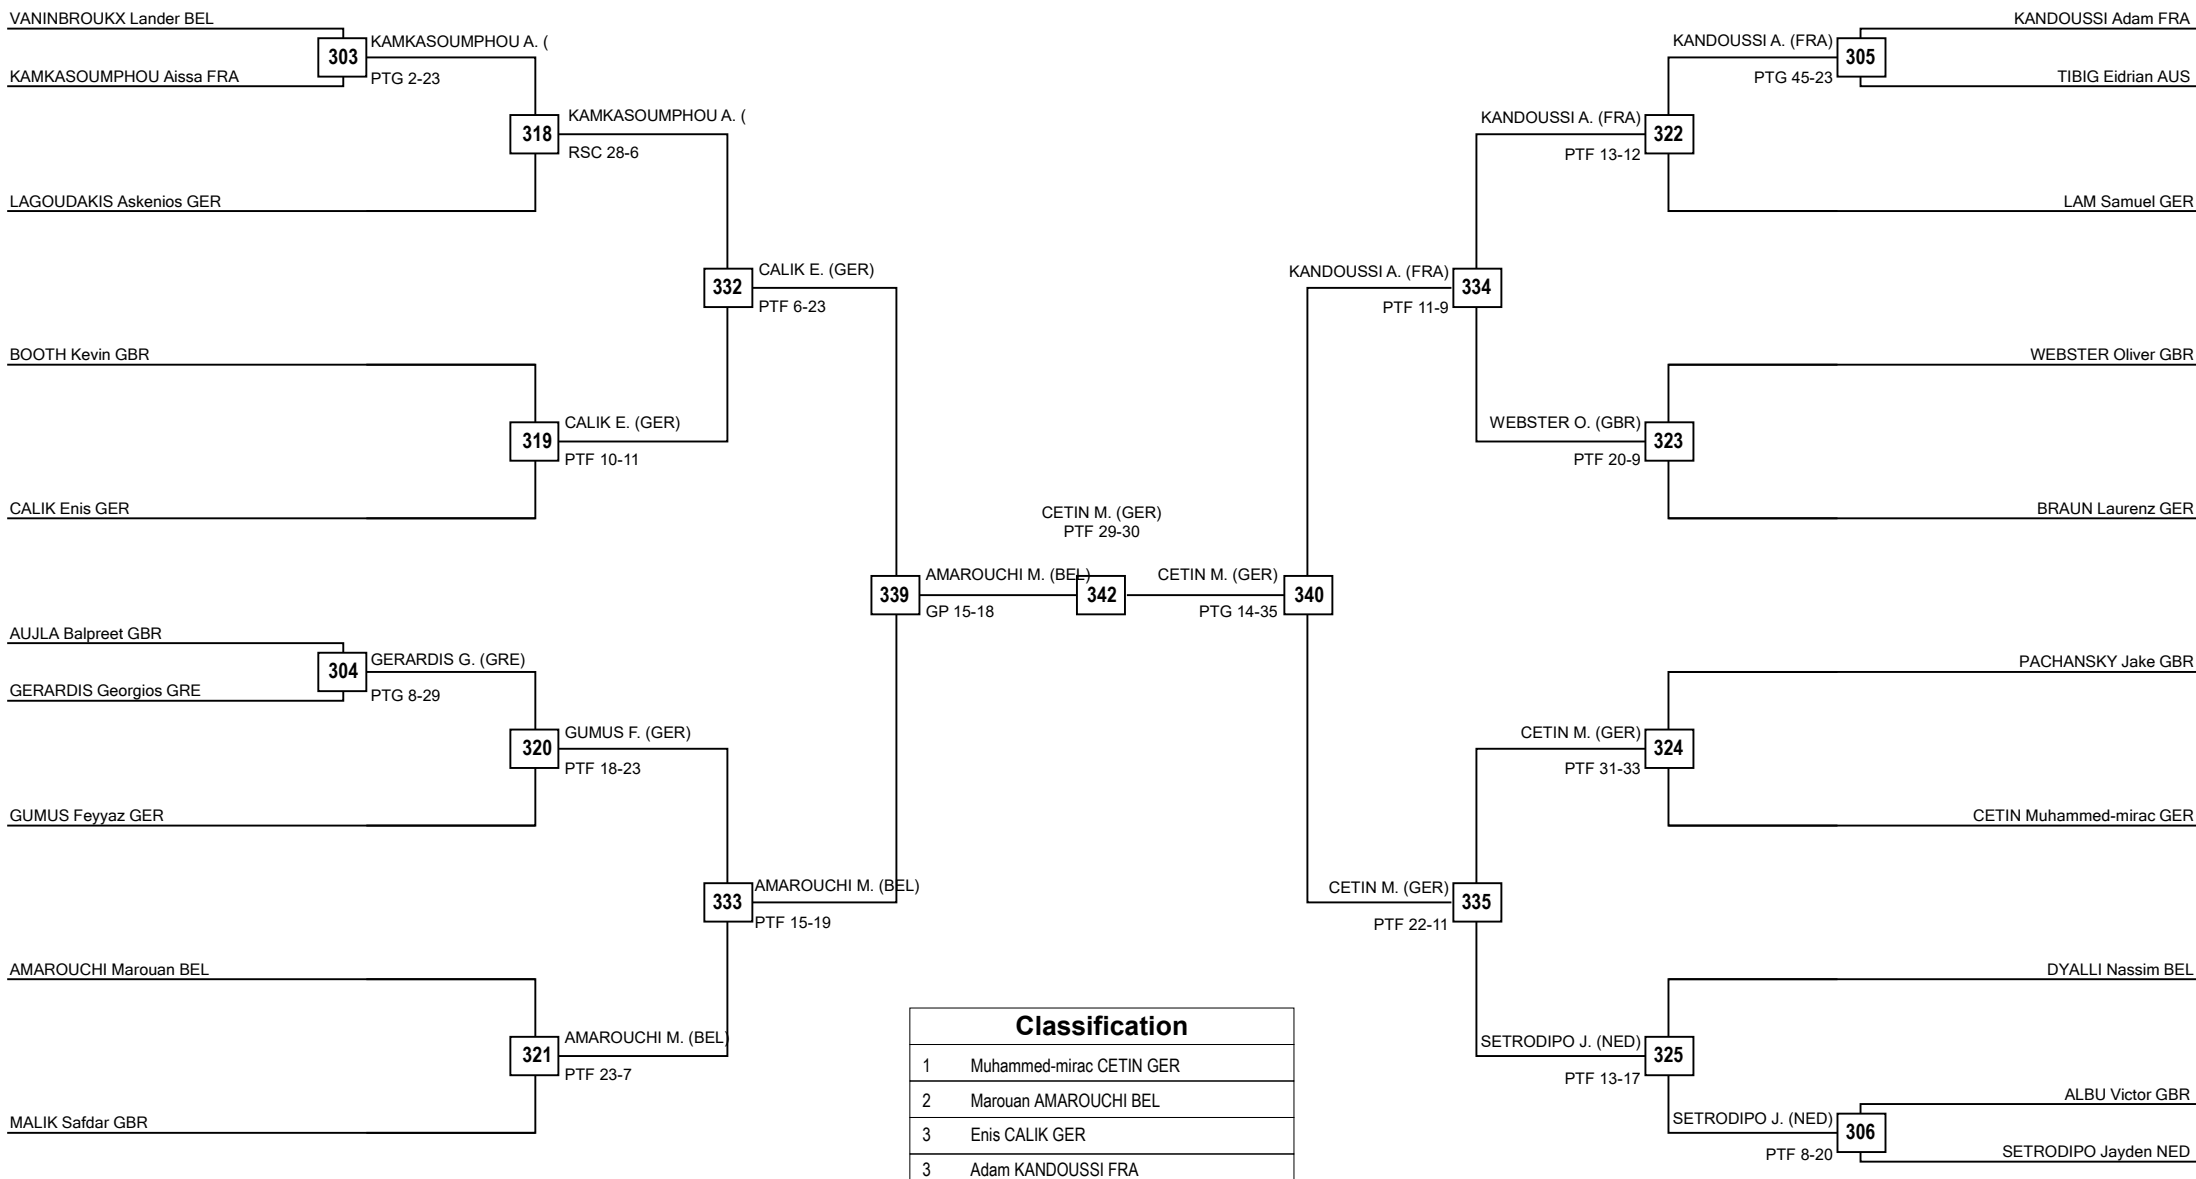 VANINBROUKX Lander BEL
303
KAMKASOUMPHOU A. (
PTG 2-23
KAMKASOUMPHOU Aissa FRA
318
KAMKASOUMPHOU A. (
RSC 28-6
LAGOUDAKIS Askenios GER
332
CALIK E. (GER)
PTF 6-23
BOOTH Kevin GBR
319
CALIK E. (GER)
PTF 10-11
CALIK Enis GER
339
AMAROUCHI M. (BEL)
GP 15-18
AUJLA Balpreet GBR
304
GERARDIS G. (GRE)
PTG 8-29
GERARDIS Georgios GRE
320
GUMUS F. (GER)
PTF 18-23
GUMUS Feyyaz GER
333
AMAROUCHI M. (BEL)
PTF 15-19
AMAROUCHI Marouan BEL
321
AMAROUCHI M. (BEL)
PTF 23-7
MALIK Safdar GBR
CETIN M. (GER)
PTF 29-30
342
KANDOUSSI Adam FRA
KANDOUSSI A. (FRA)
305
PTG 45-23
TIBIG Eidrian AUS
KANDOUSSI A. (FRA)
322
PTF 13-12
LAM Samuel GER
KANDOUSSI A. (FRA)
334
PTF 11-9
WEBSTER Oliver GBR
WEBSTER O. (GBR)
323
PTF 20-9
BRAUN Laurenz GER
CETIN M. (GER)
340
PTG 14-35
PACHANSKY Jake GBR
CETIN M. (GER)
324
PTF 31-33
CETIN Muhammed-mirac GER
CETIN M. (GER)
335
PTF 22-11
DYALLI Nassim BEL
SETRODIPO J. (NED)
325
PTF 13-17
ALBU Victor GBR
SETRODIPO J. (NED)
306
PTF 8-20
SETRODIPO Jayden NED
Classification
1 Muhammed-mirac CETIN GER
2 Marouan AMAROUCHI BEL
3 Enis CALIK GER
3 Adam KANDOUSSI FRA